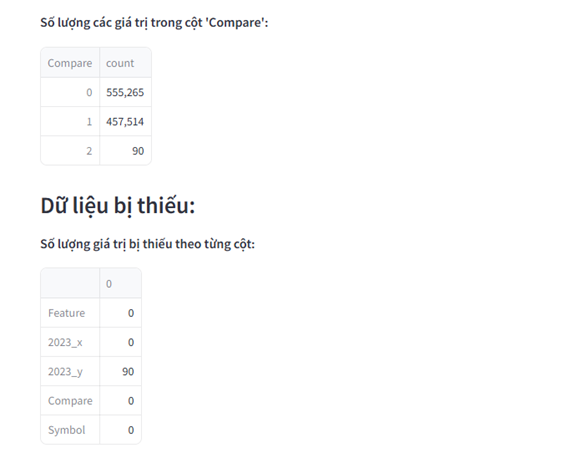 Số lượng các giá trị trong cột 'Compare':
Compare count
0 555,265
1 457,514
2 90
Dữ liệu bị thiếu:
Số lượng giá trị bị thiếu theo từng cột:
0
Feature 0
2023_x 0
2023_y 90
Compare 0
Symbol 0